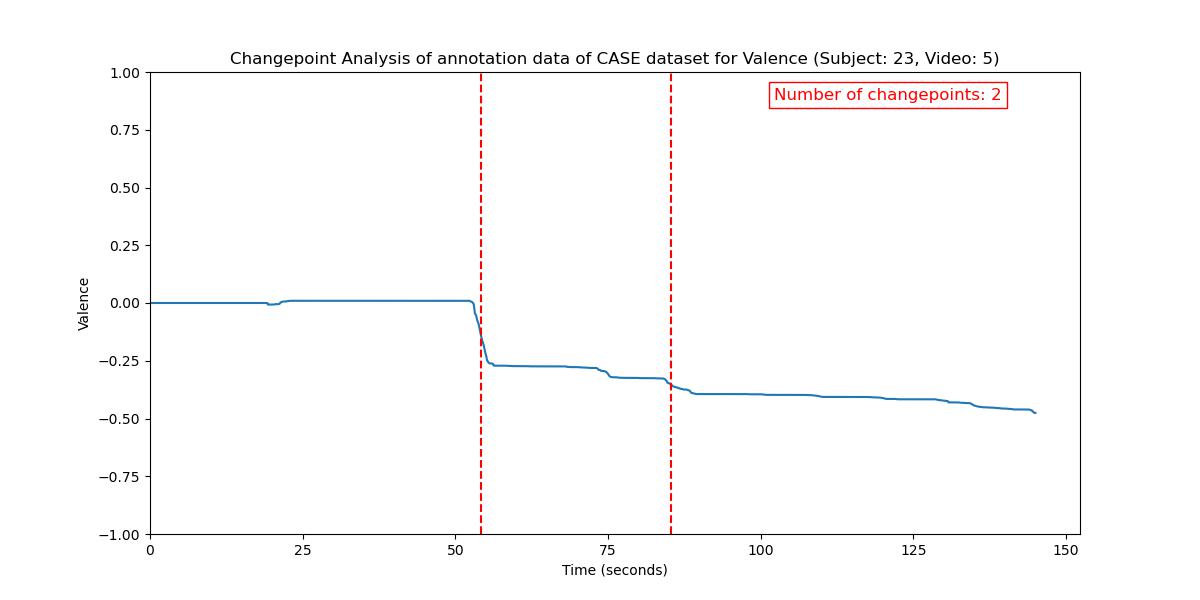 Changepoint Analysis of annotation data of CASE dataset for Valence (Subject: 23, Video: 5)
Number of changepoints: 2
1.00
0.75
0.50
0.25
0.00
−0.25
−0.50
−0.75
−1.00
Valence
0 25 50 75 100 125 150
Time (seconds)